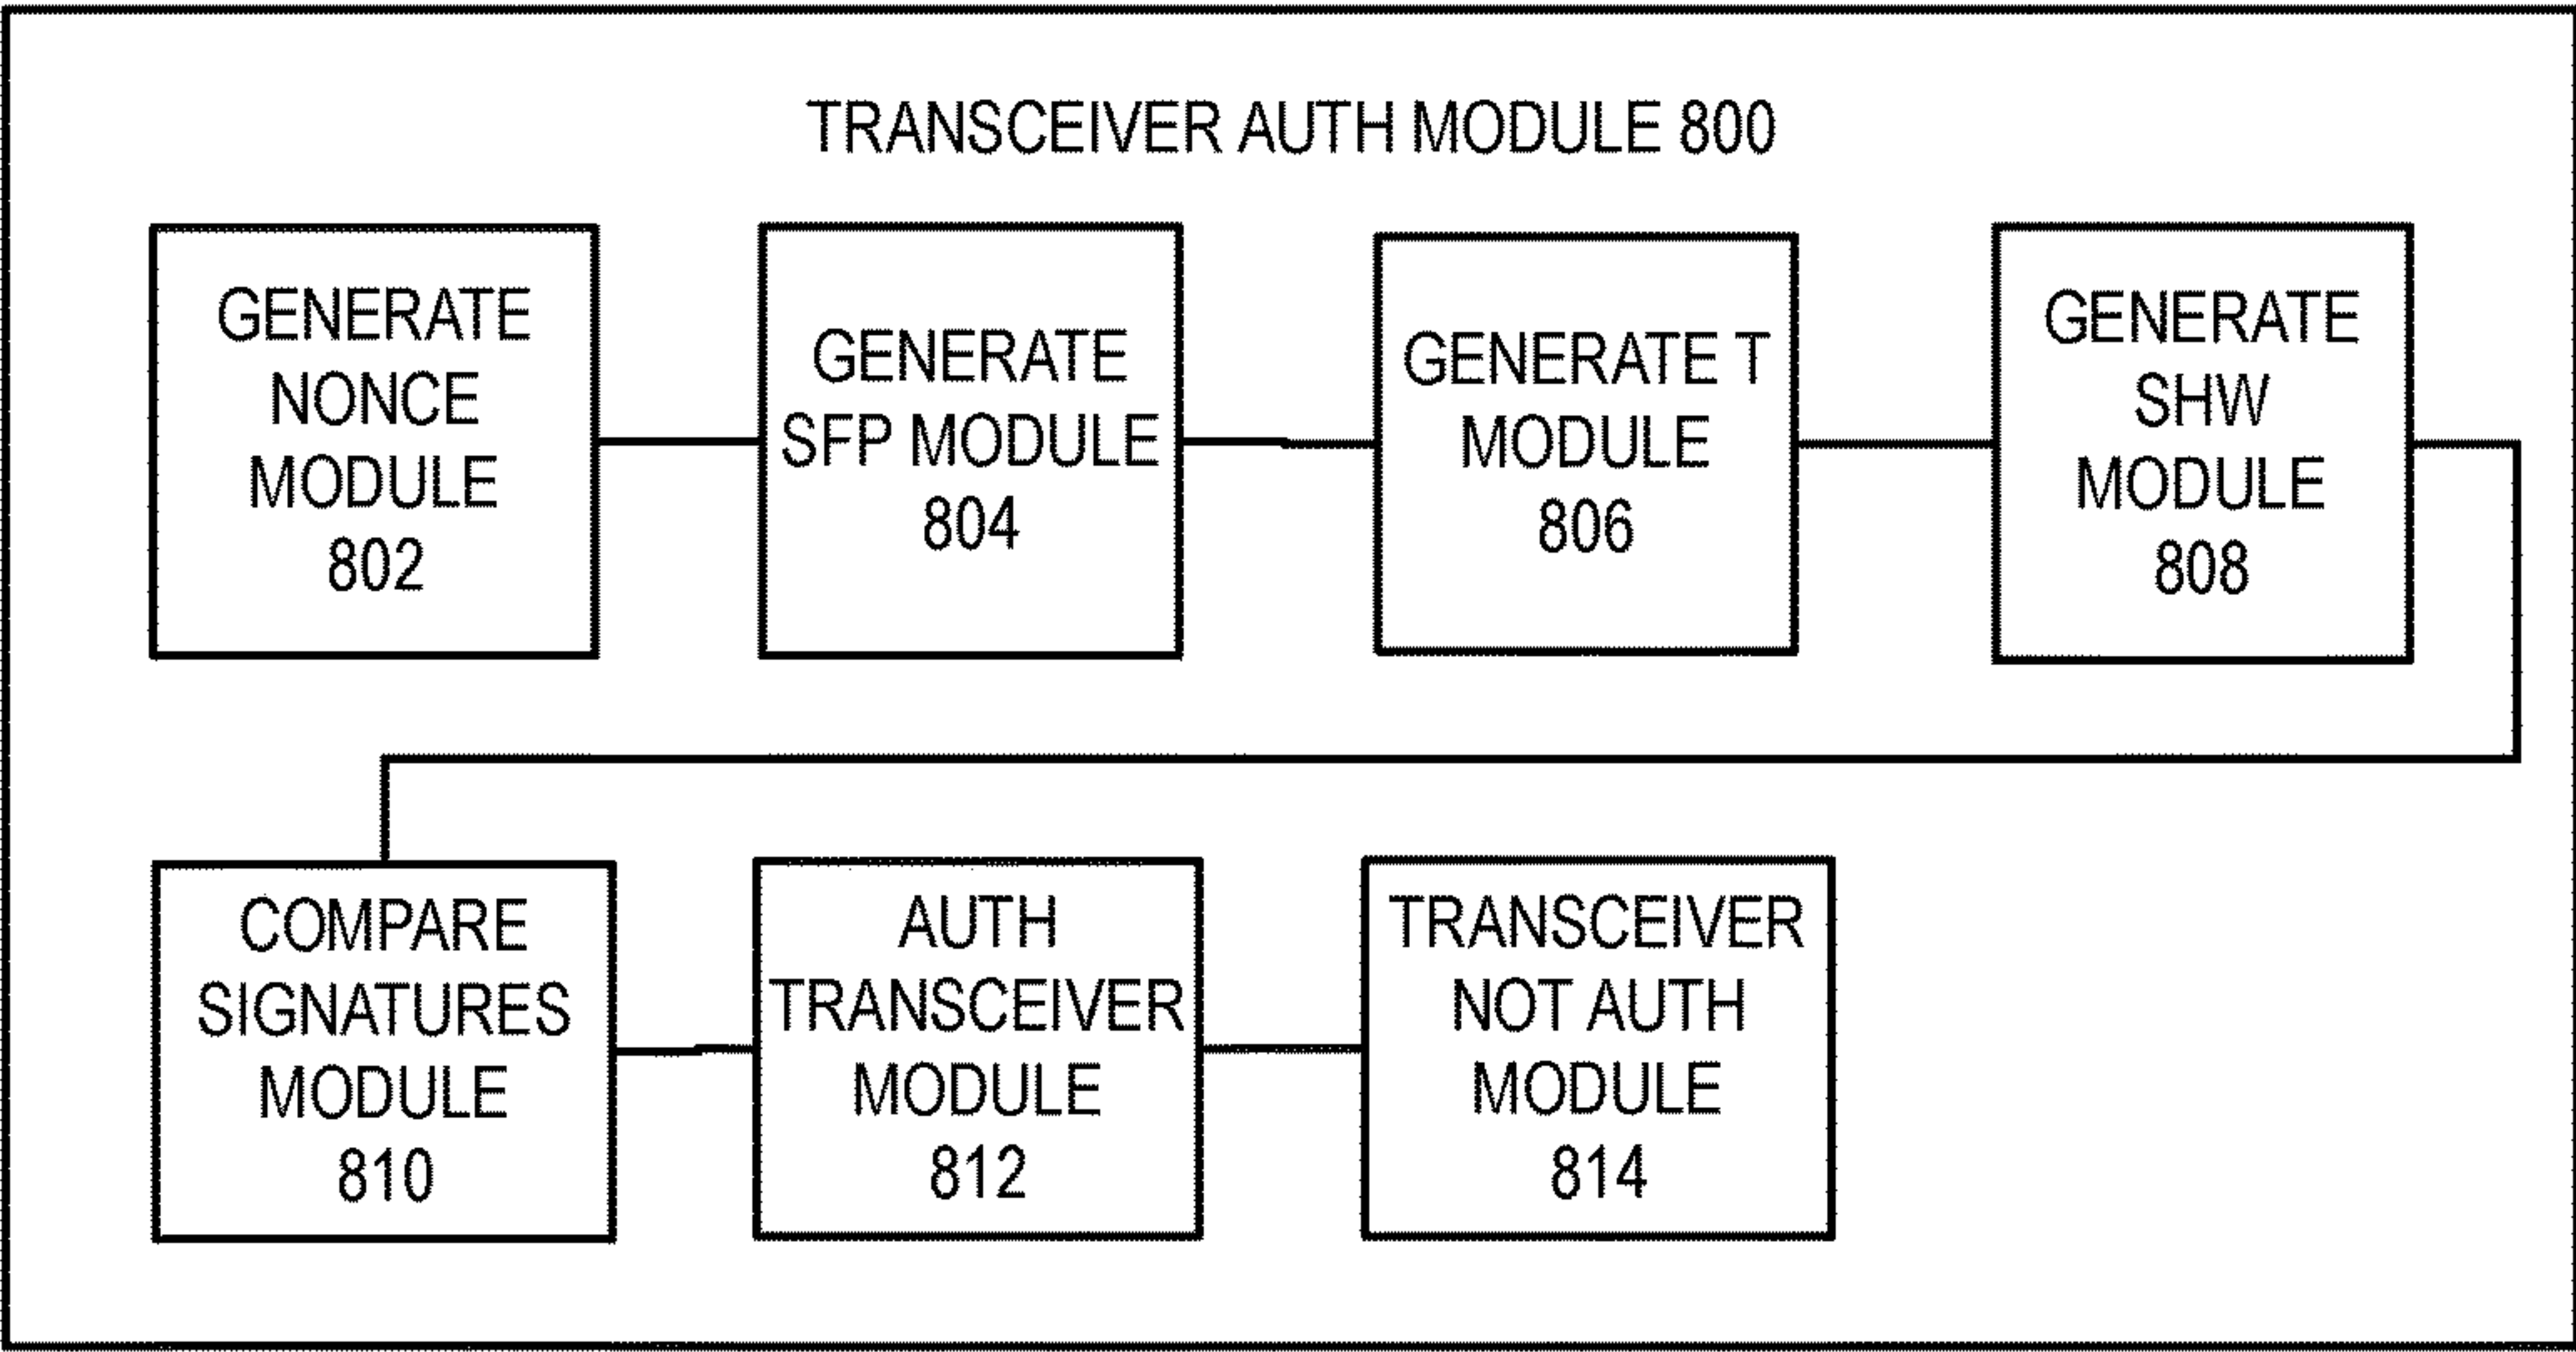 TRANSCEIVER AUTH MODULE 800
GENERATE
NONCE
MODULE
802
GENERATE
SFP MODULE
804
GENERATE T
MODULE
806
GENERATE
SHW
MODULE
808
COMPARE
SIGNATURES
MODULE
810
AUTH
TRANSCEIVER
MODULE
812
TRANSCEIVER
NOT AUTH
MODULE
814